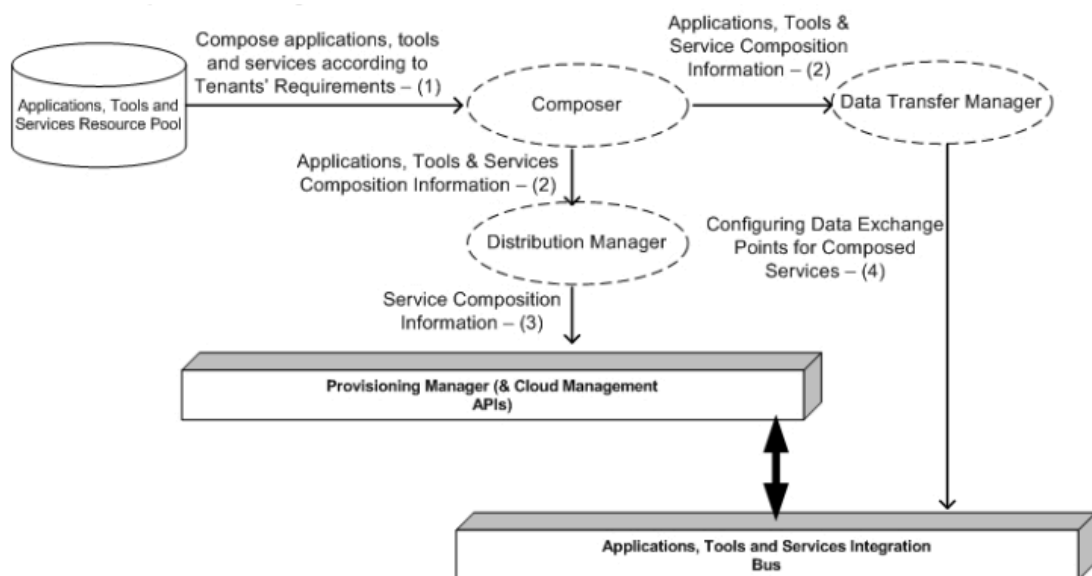 Compose applications, tools
and services according to
Tenants' Requirements – (1)
Applications, Tools &
Service Composition
Information – (2)
Applications, Tools and
Services Resource Pool
Composer
Data Transfer Manager
Applications, Tools & Services
Composition Information – (2)
Distribution Manager
Configuring Data Exchange
Points for Composed
Services – (4)
Service Composition
Information – (3)
Provisioning Manager (& Cloud Management
APIs)
Applications, Tools and Services Integration
Bus